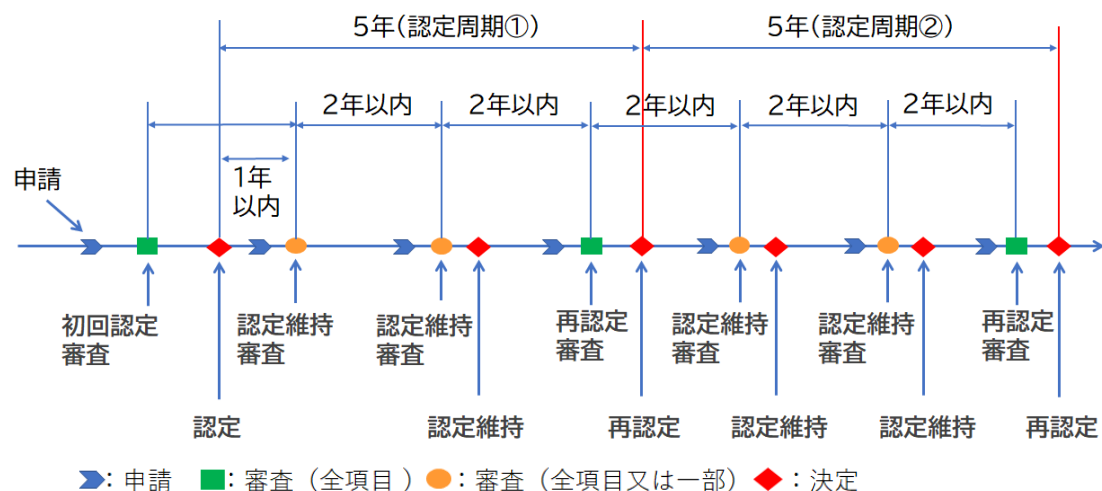 5年(認定周期①)
5年(認定周期②)
2年以内
2年以内
2年以内
2年以内
2年以内
1年
以内
申請
初回認定
審査
認定維持
審査
認定維持
審査
再認定
審査
認定維持
審査
認定維持
審査
再認定
審査
認定
認定維持
再認定
認定維持
認定維持
再認定
：申請 ：審査（全項目 ）：審査（全項目又は一部）：決定